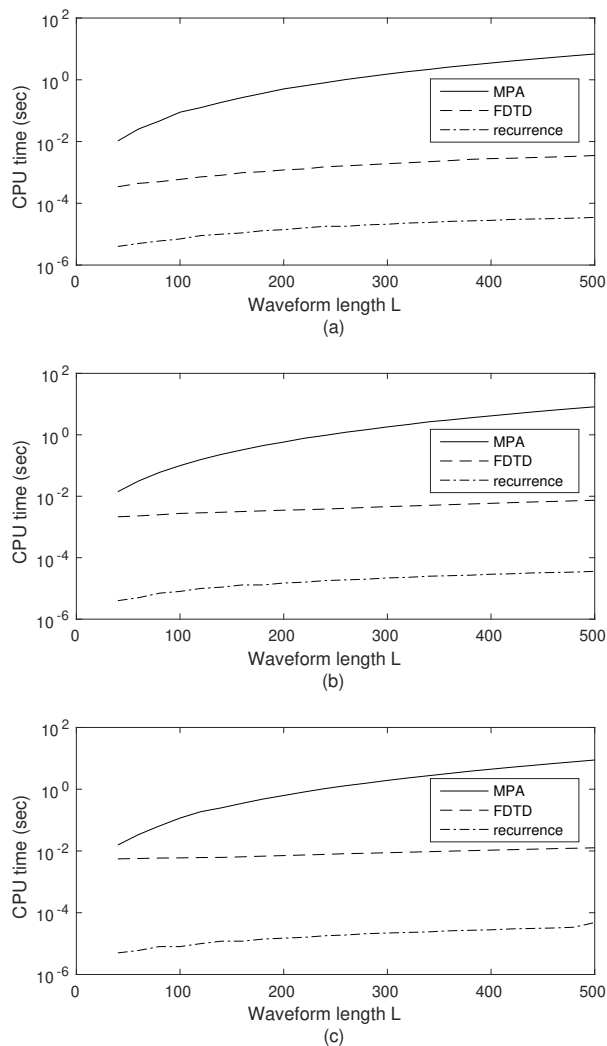 10^2
10^0
10^-2
10^-4
10^-6
CPU time (sec)
MPA
FDTD
recurrence
0 100 200 300 400 500
Waveform length L
(a)
10^2
10^0
10^-2
10^-4
10^-6
CPU time (sec)
MPA
FDTD
recurrence
0 100 200 300 400 500
Waveform length L
(b)
10^2
10^0
10^-2
10^-4
10^-6
CPU time (sec)
MPA
FDTD
recurrence
0 100 200 300 400 500
Waveform length L
(c)